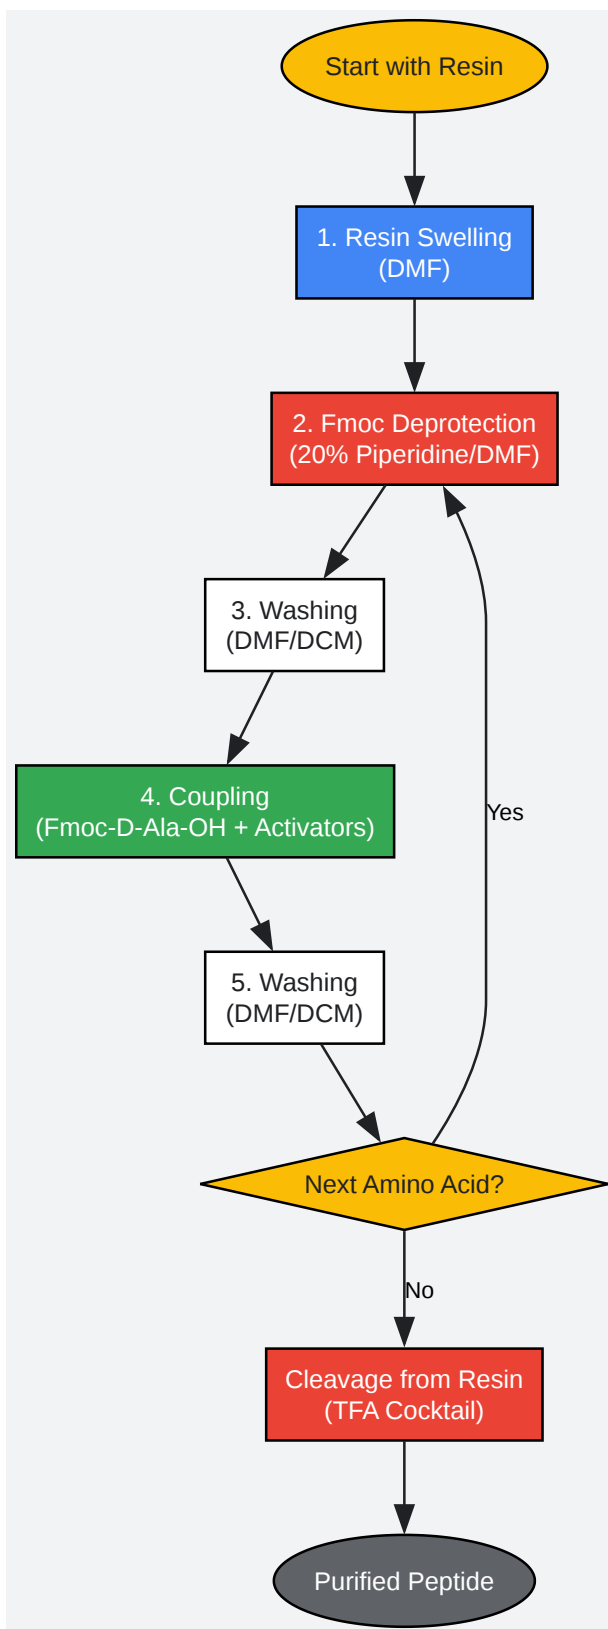 Start with Resin
1. Resin Swelling
(DMF)
2. Fmoc Deprotection
(20% Piperidine/DMF)
3. Washing
(DMF/DCM)
4. Coupling
(Fmoc-D-Ala-OH + Activators)
Yes
5. Washing
(DMF/DCM)
Next Amino Acid?
No
Cleavage from Resin
(TFA Cocktail)
Purified Peptide